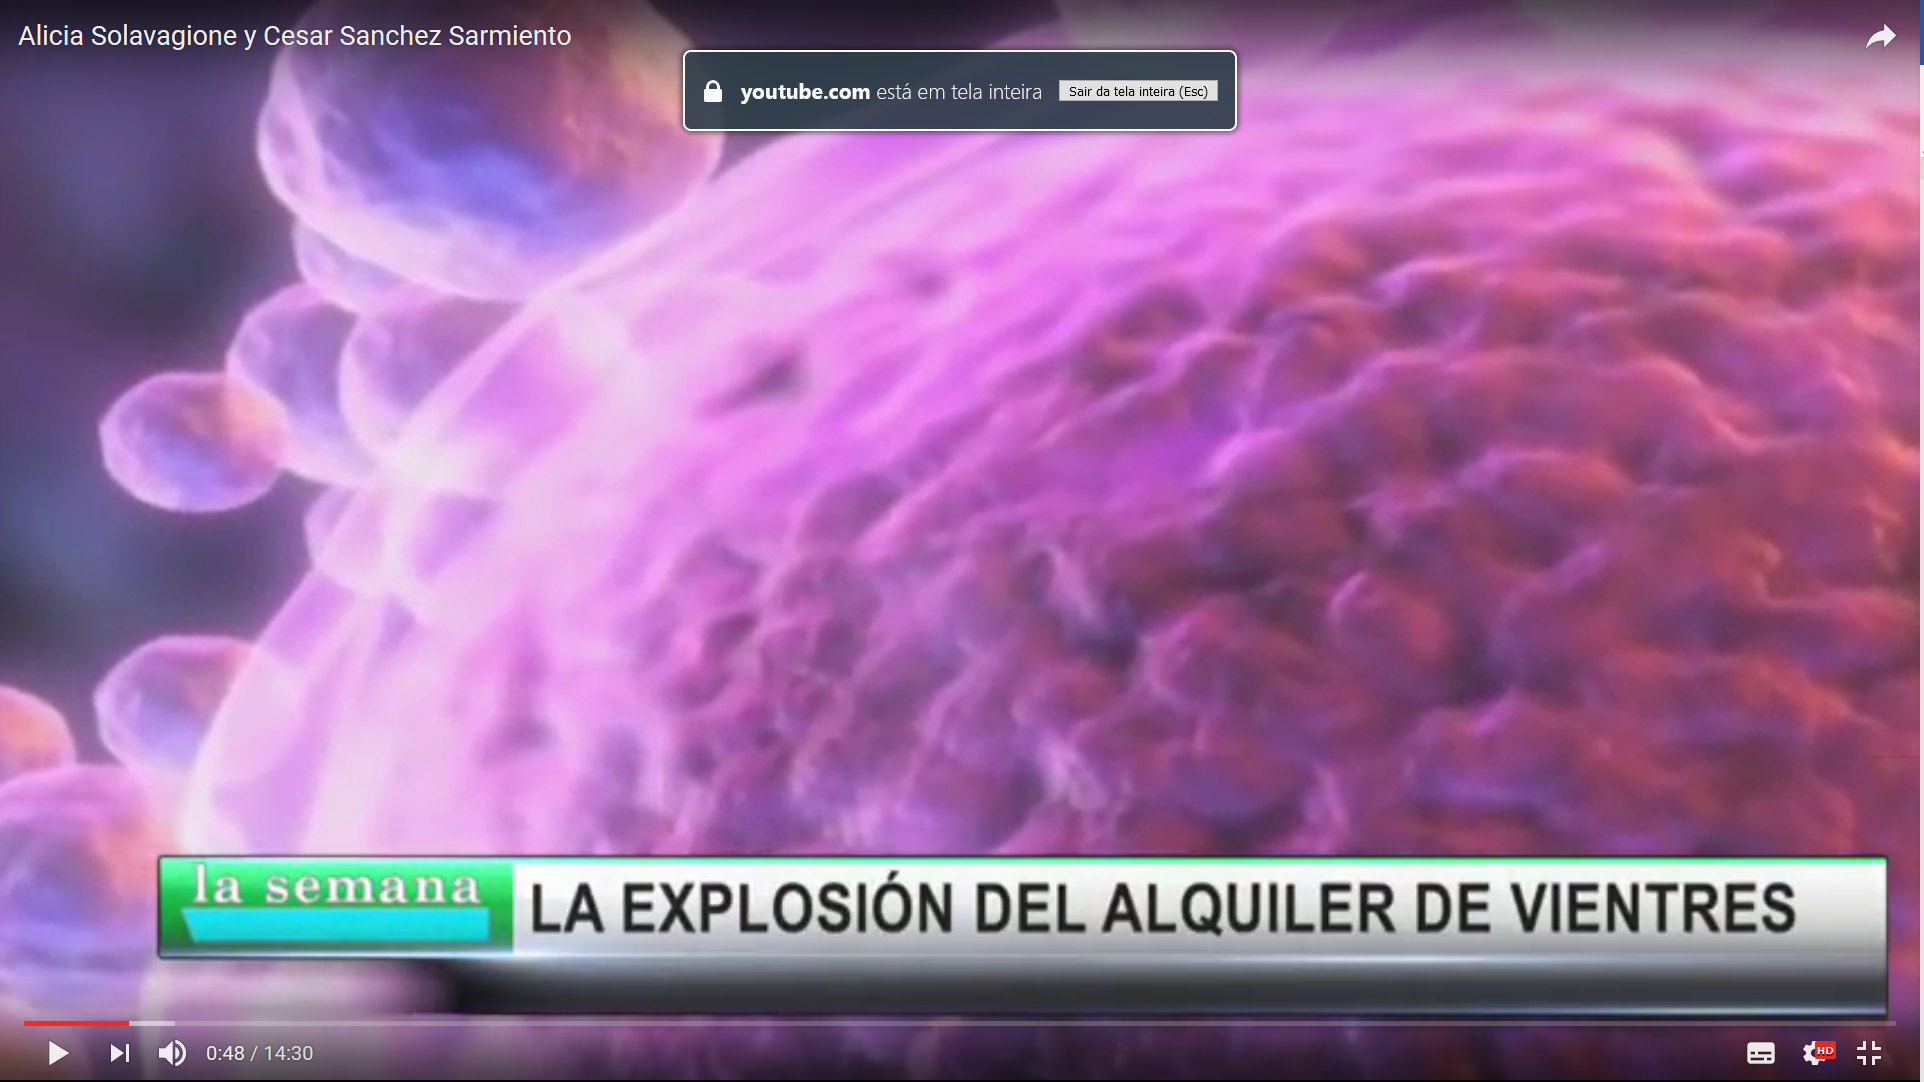 Alicia Solavagione y Cesar Sanchez Sarmiento
youtube.com está em tela inteira
Sair da tela inteira (Esc)
la semana
LA EXPLOSIÓN DEL ALQUILER DE VIENTRES
0:48 / 14:30
HD